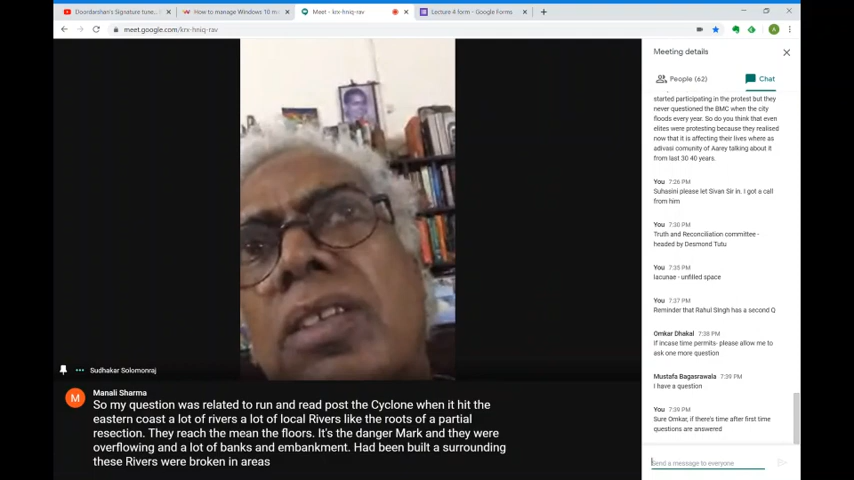 Doordarshan's Signature tune...
How to manage Windows 10 n
Meet - krx-hniq-rav
Lecture 4 form - Google Forms
meet.google.com/krx-hniq-rav
Meeting details
People (62)
Chat
started participating in the protest but they
never questioned the BMC when the city
floods every year. So do you think that even
elites were protesting because they realised
now that it is affecting their lives where as
adivasi comunity of Aarey talking about it
from last 30 40 years.
You 7:26 PM
Suhasini please let Sivan Sir in. I got a call
from him
You 7:30 PM
Truth and Reconciliation committee -
headed by Desmond Tutu
You 7:35 PM
lacunae - unfilled space
You 7:37 PM
Reminder that Rahul Singh has a second Q
Omkar Dhakal 7:38 PM
If incase time permits- please allow me to
ask one more question
Mustafa Bagasrawala 7:39 PM
I have a question
You 7:39 PM
Sure Omkar, if there's time after first time
questions are answered
Send a message to everyone
Sudhakar Solomonraj
M
Manali Sharma
So my question was related to run and read post the Cyclone when it hit the
eastern coast a lot of rivers a lot of local Rivers like the roots of a partial
resection. They reach the mean the floors. It's the danger Mark and they were
overflowing and a lot of banks and embankment. Had been built a surrounding
these Rivers were broken in areas